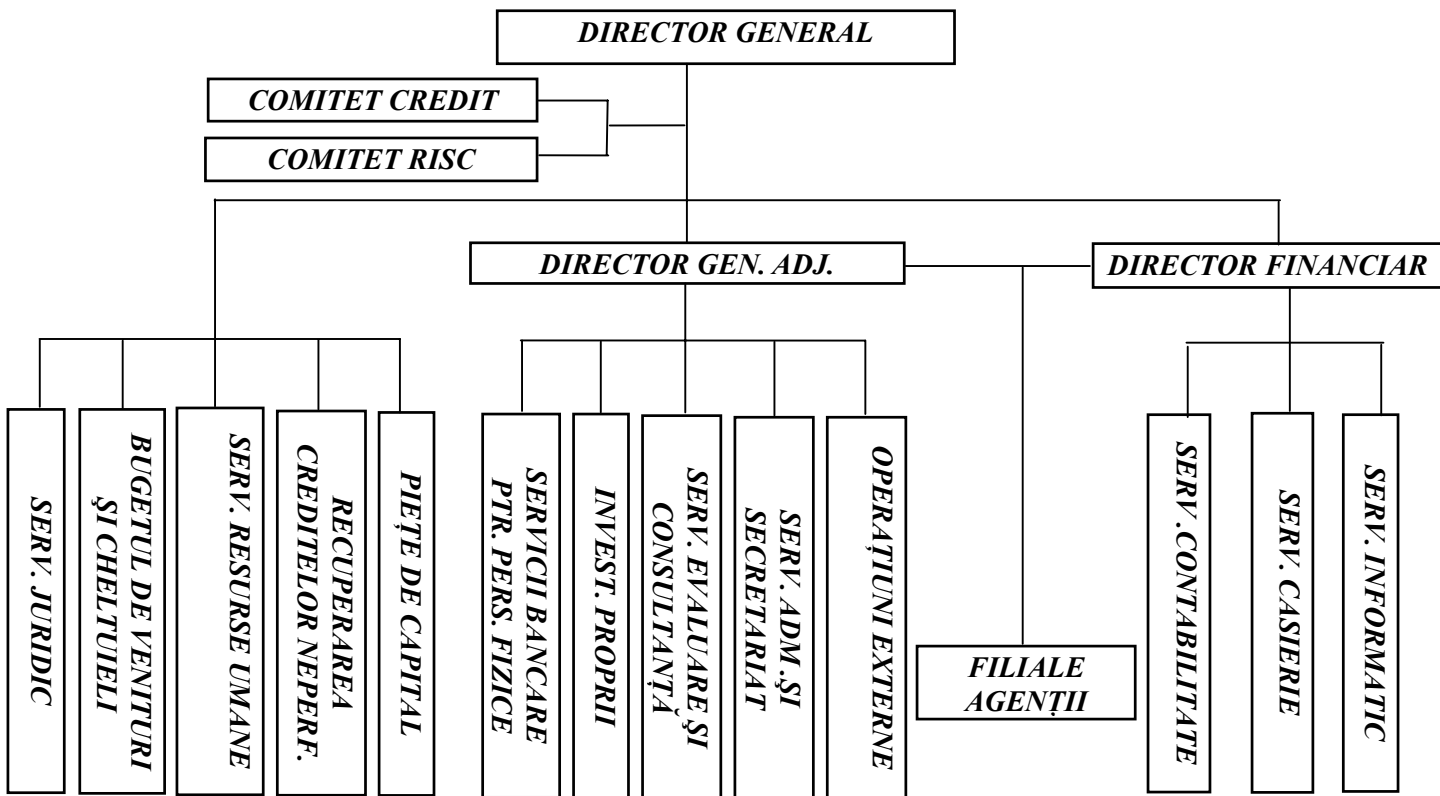 DIRECTOR GENERAL
COMITET CREDIT
COMITET RISC
DIRECTOR GEN. ADJ.
DIRECTOR FINANCIAR
SERV. JURIDIC
BUGETUL DE VENITURI
ŞI CHELTUIELI
SERV. RESURSE UMANE
RECUPERAREA
CREDITELOR NEPERF.
PIEŢE DE CAPITAL
SERVICII BANCARE
PTR. PERS. FIZICE
INVEST. PROPRII
SERV. EVALUARE ŞI
CONSULTANŢĂ
SERV. ADM .ŞI
SECRETARIAT
OPERAŢIUNI EXTERNE
FILIALE
AGENŢII
SERV .CONTABILITATE
SERV. CASIERIE
SERV. INFORMATIC